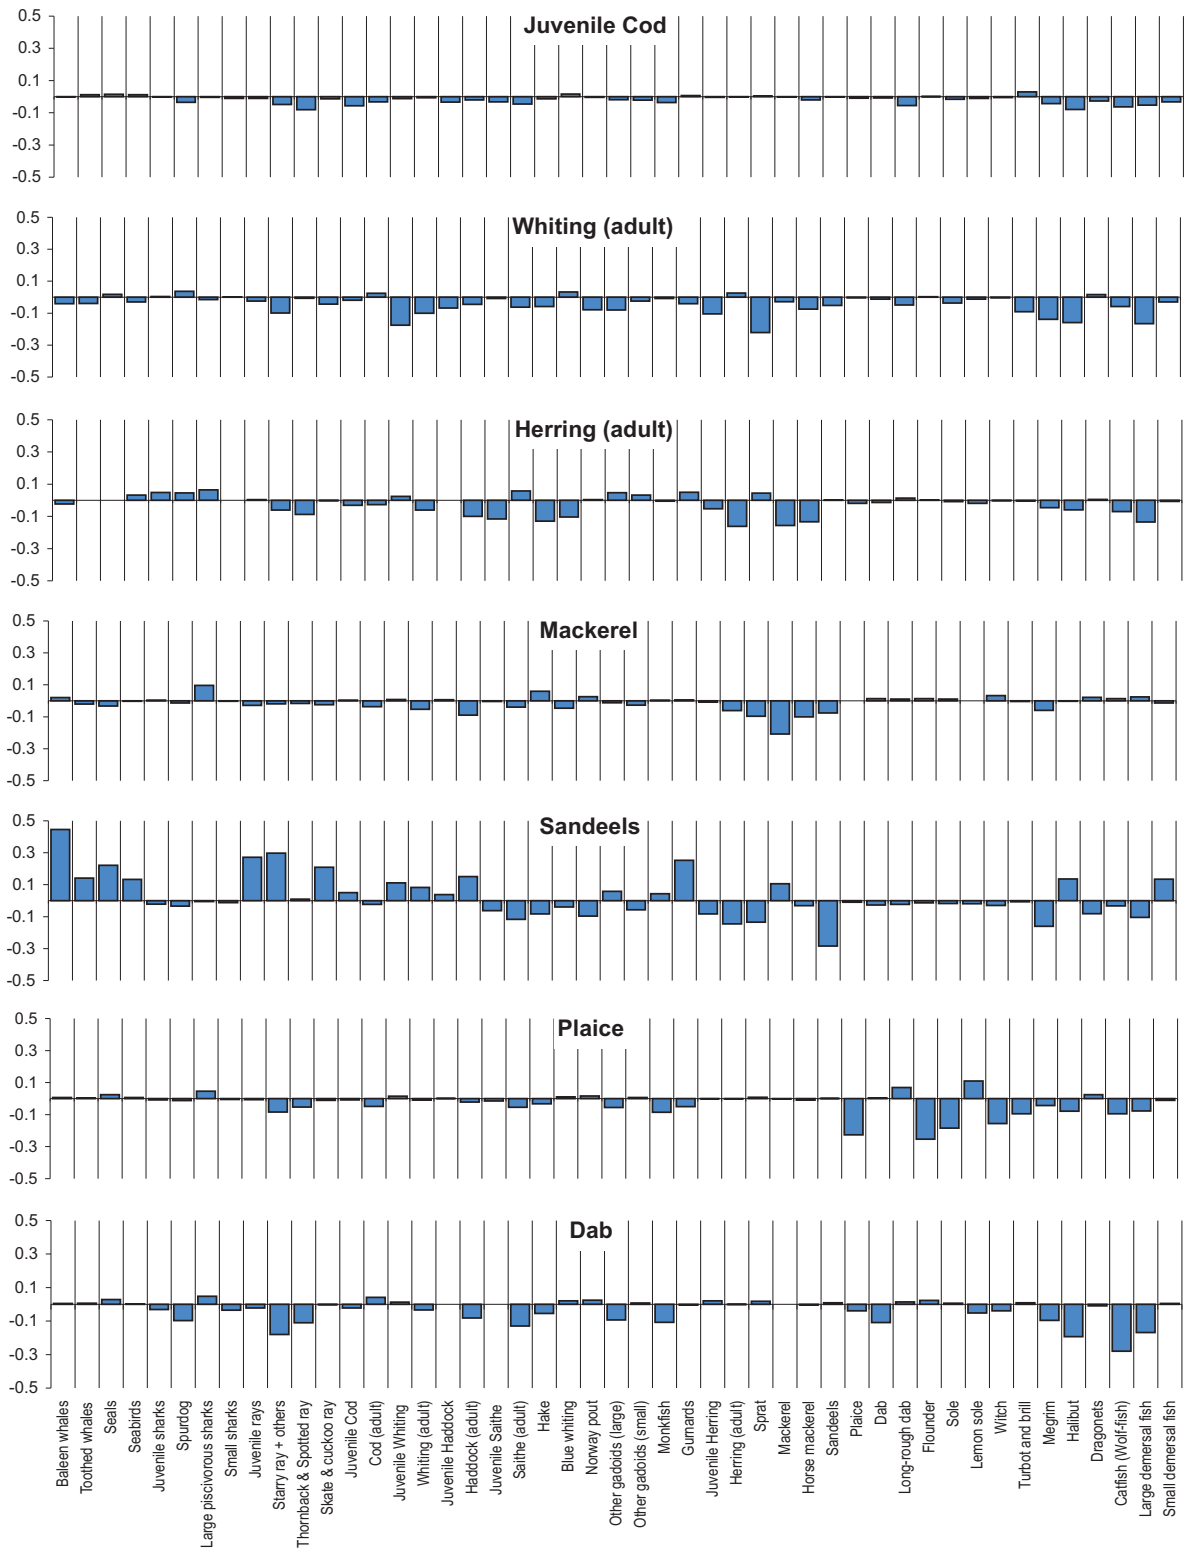 Juvenile Cod
0.5
0.3
0.1
-0.1
-0.3
-0.5
Whiting (adult)
0.5
0.3
0.1
-0.1
-0.3
-0.5
Herring (adult)
0.5
0.3
0.1
-0.1
-0.3
-0.5
Mackerel
0.5
0.3
0.1
-0.1
-0.3
-0.5
Sandeels
0.5
0.3
0.1
-0.1
-0.3
-0.5
Plaice
0.5
0.3
0.1
-0.1
-0.3
-0.5
Dab
0.5
0.3
0.1
-0.1
-0.3
-0.5
Baleen whales
Toothed whales
Seals
Seabirds
Juvenile sharks
Spurdog
Large piscivorous sharks
Small sharks
Juvenile rays
Starry ray + others
Thornback & Spotted ray
Skate & cuckoo ray
Juvenile Cod
Cod (adult)
Juvenile Whiting
Whiting (adult)
Juvenile Haddock
Haddock (adult)
Juvenile Saithe
Saithe (adult)
Hake
Blue whiting
Norway pout
Other gadoids (large)
Other gadoids (small)
Monkfish
Gurnards
Juvenile Herring
Herring (adult)
Sprat
Mackerel
Horse mackerel
Sandeels
Plaice
Dab
Long-rough dab
Flounder
Sole
Lemon sole
Witch
Turbot and brill
Megrim
Halibut
Dragonets
Catfish (Wolf-fish)
Large demersal fish
Small demersal fish